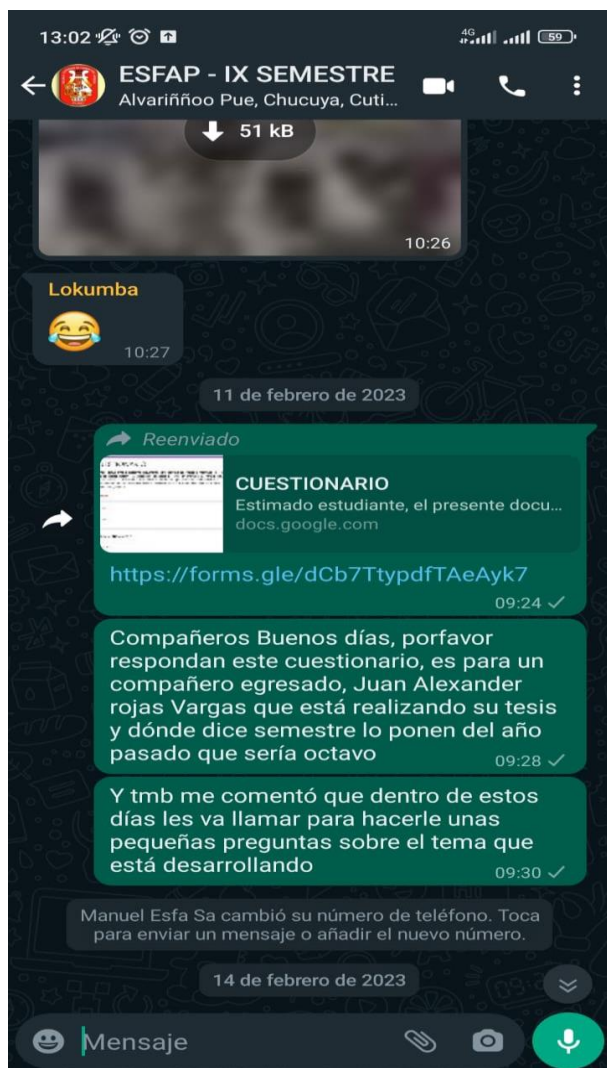 13:02
4G
59
ESFAP - IX SEMESTRE
Alvariññoo Pue, Chucuya, Cuti...
51 kB
10:26
Lokumba
10:27
11 de febrero de 2023
Reenviado
CUESTIONARIO
Estimado estudiante, el presente docu...
docs.google.com
https://forms.gle/dCb7TtypdfTAeAyk7
09:24
Compañeros Buenos días, porfavor
respondan este cuestionario, es para un
compañero egresado, Juan Alexander
rojas Vargas que está realizando su tesis
y dónde dice semestre lo ponen del año
pasado que sería octavo
09:28
Y tmb me comentó que dentro de estos
días les va llamar para hacerle unas
pequeñas preguntas sobre el tema que
está desarrollando
09:30
Manuel Esfa Sa cambió su número de teléfono. Toca
para enviar un mensaje o añadir el nuevo número.
14 de febrero de 2023
Mensaje